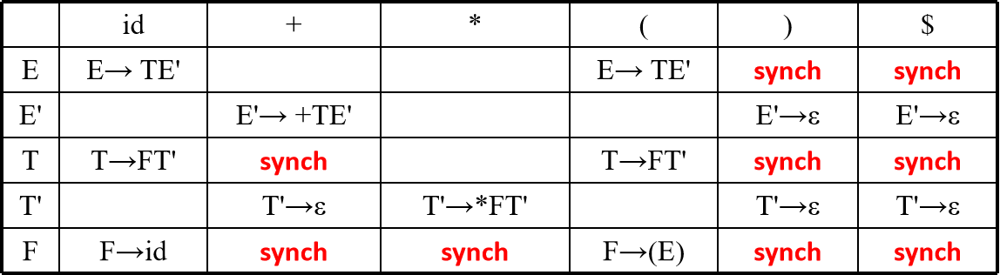 id + * ( ) $
E E→ TE' E→ TE' synch synch
E' E'→ +TE' E'→ε E'→ε
T T→FT' synch T→FT' synch synch
T' T'→ε T'→*FT' T'→ε T'→ε
F F→id synch synch F→(E) synch synch